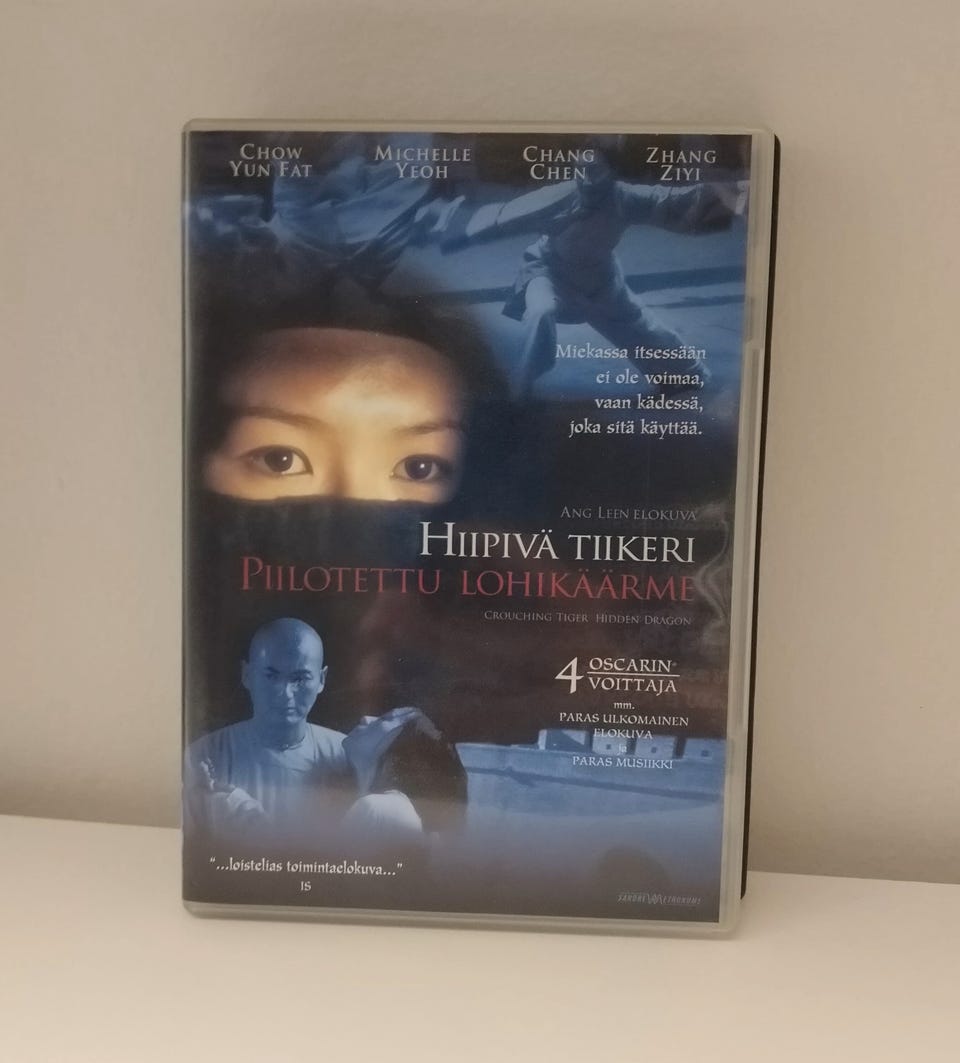 CHOW
YUN FAT
MICHELLE
YEOH
CHANG
CHEN
ZHANG
ZIYI
Miekassa itsessään
ei ole voimaa,
vaan kädessä,
joka sitä käyttää.
ANG LEEN ELOKUVA
HIIPIVÄ TIIKERI
PIILOTETTU LOHIKÄÄRME
CROUCHING TIGER HIDDEN DRAGON
4 OSCARIN®
VOITTAJA
mm.
PARAS ULKOMAINEN
ELOKUVA
ja
PARAS MUSIIKKI
"...loistelias toimintaelokuva..."
IS
SANDREW METRONOME